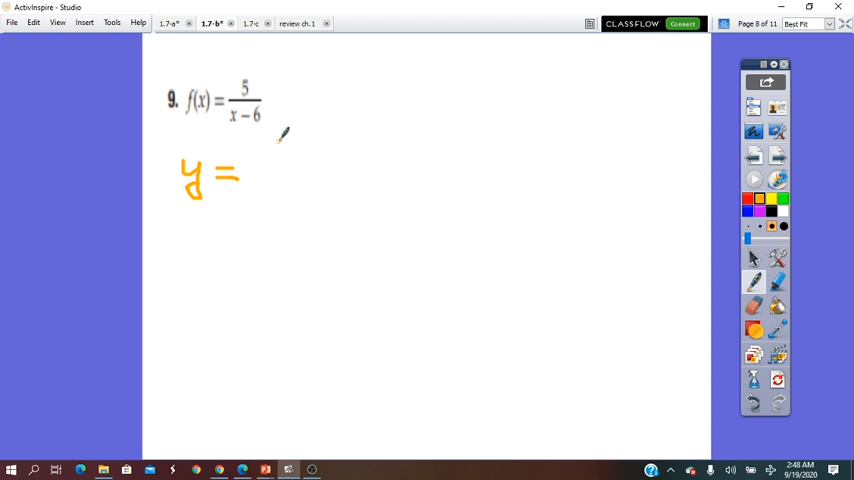 ActivInspire - Studio
File Edit View Insert Tools Help
1.7-a* 1.7-b* 1.7-c review ch.1
CLASSFLOW Connect
Page 8 of 11 Best Fit
9. f(x) = 5
x – 6
y =
2:48 AM
9/19/2020